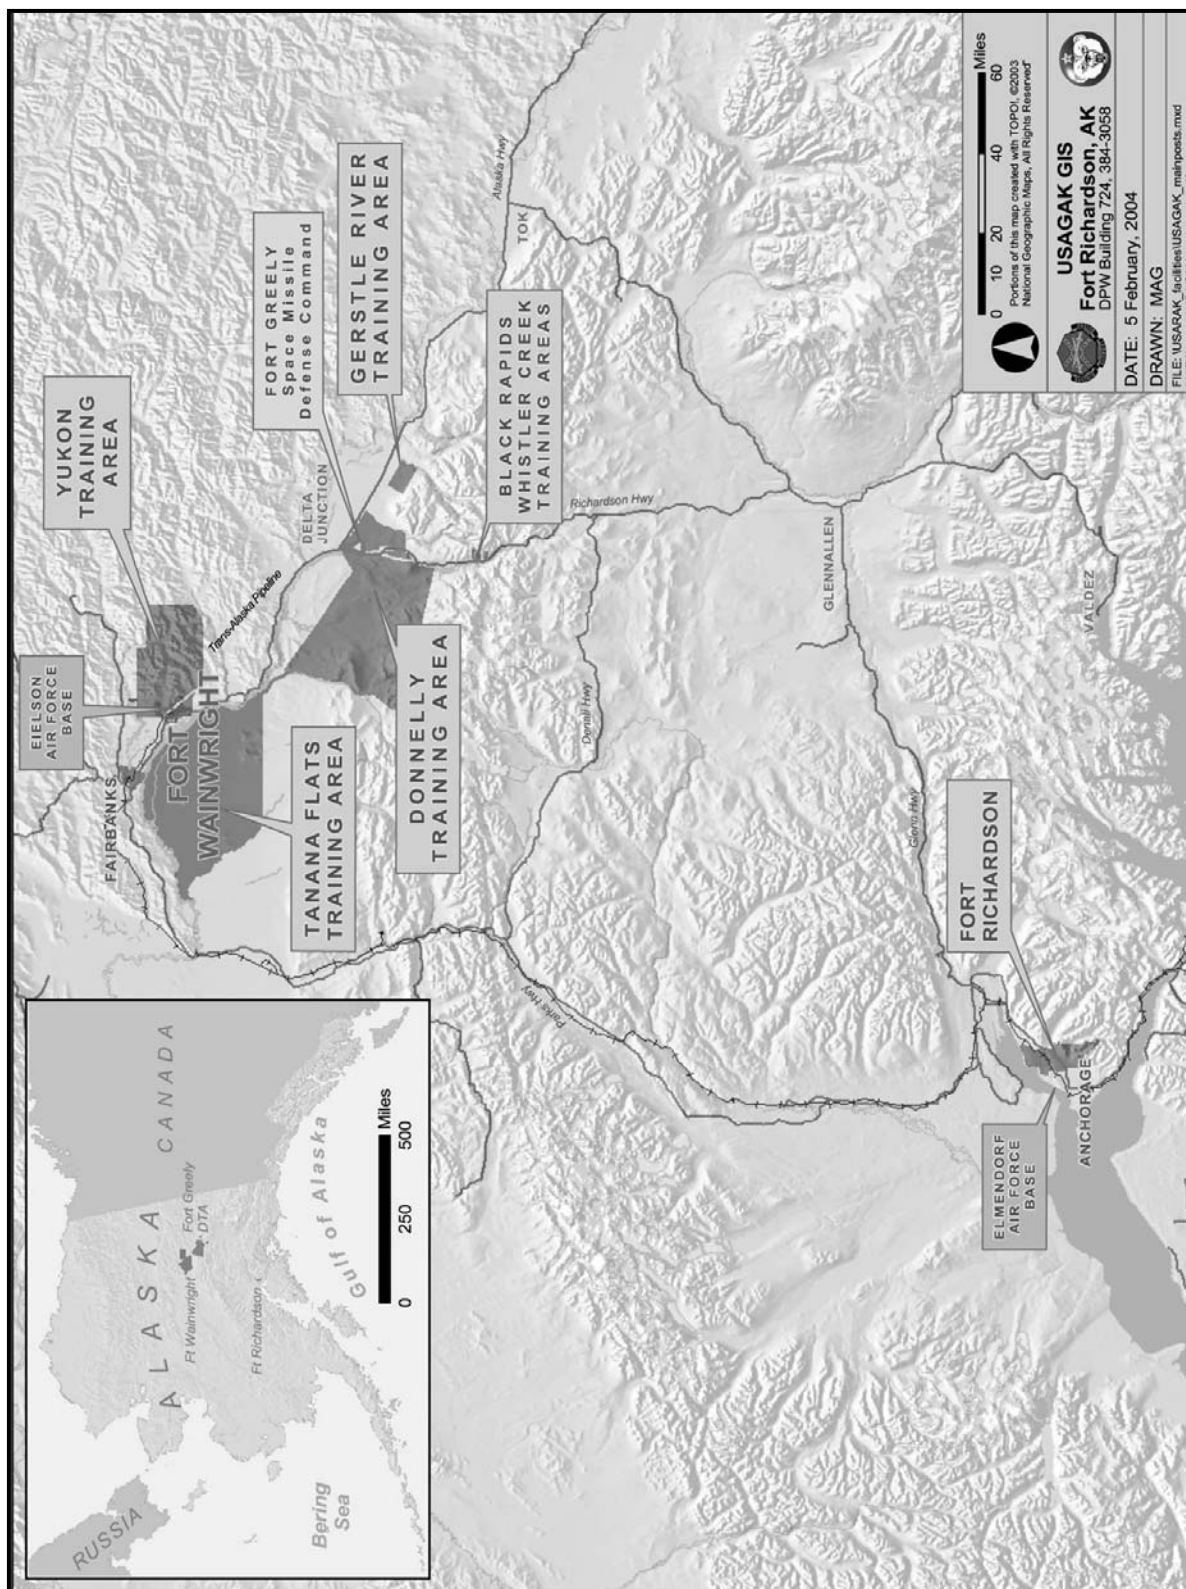 RUSSIA
ALASKA
CANADA
Ft Wainwright
Fort Greely
DTA
Ft Richardson
Bering
Sea
Gulf of Alaska
0 250 500
Miles
FAIRBANKS
EIELSON
AIR FORCE
BASE
YUKON
TRAINING
AREA
FORT
WAINWRIGHT
TANANA FLATS
TRAINING AREA
Trans-Alaska Pipeline
DELTA
JUNCTION
FORT GREELY
Space Missile
Defense Command
GERSTLE RIVER
TRAINING AREA
DONNELLY
TRAINING AREA
BLACK RAPIDS
WHISTLER CREEK
TRAINING AREAS
Alaska Hwy
TOK
Richardson Hwy
Denali Hwy
Parks Hwy
GLENNALLEN
Glenn Hwy
VALDEZ
FORT
RICHARDSON
ELMENDORF
AIR FORCE
BASE
ANCHORAGE
0 10 20 40 60
Miles
Portions of this map created with TOPO!, ©2003
National Geographic Maps, All Rights Reserved"
USAGAK GIS
Fort Richardson, AK
DPW Building 724, 384-3058
DATE: 5 February, 2004
DRAWN: MAG
FILE: \USARAK_facilities\USAGAK_mainposts.mxd